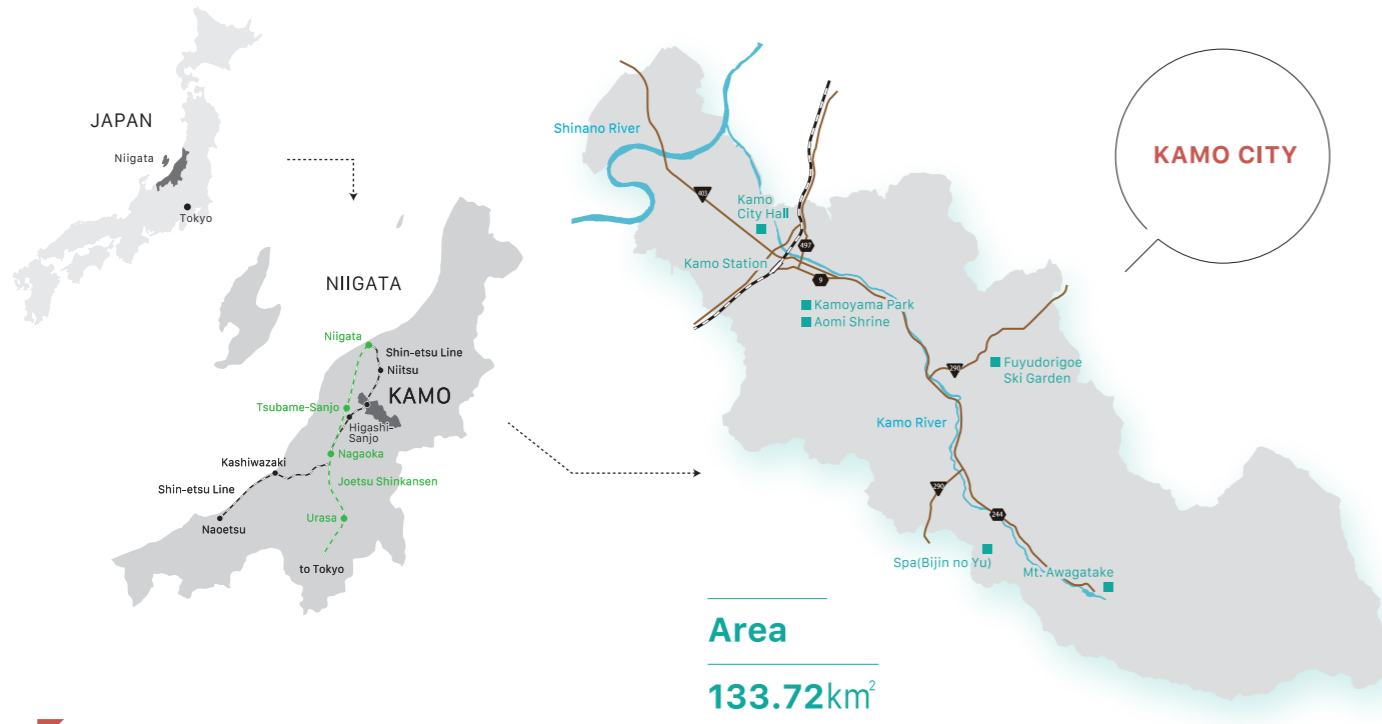 JAPAN
Niigata
Tokyo
NIIGATA
Niigata
Shin-etsu Line
Niitsu
KAMO
Tsubame-Sanjo
Higashi-
Sanjo
Nagaoka
Kashiwazaki
Shin-etsu Line
Joetsu Shinkansen
Naoetsu
Urasa
to Tokyo
Shinano River
403
Kamo
City Hall
497
Kamo Station
9
Kamoyama Park
Aomi Shrine
290
Fuyudorigoe
Ski Garden
Kamo River
290
244
Spa(Bijin no Yu)
Mt. Awagatake
KAMO CITY
Area
133.72km²